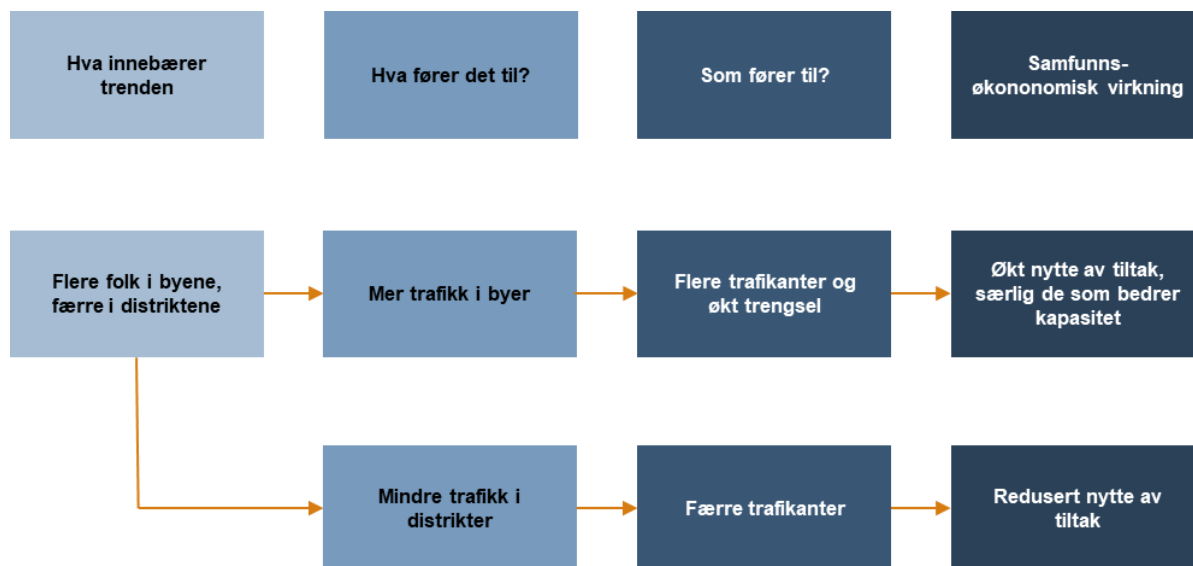 Hva innebærer
trenden
Hva fører det til?
Som fører til?
Samfunns-
økononomisk virkning
Flere folk i byene,
færre i distriktene
Mer trafikk i byer
Flere trafikanter og
økt trengsel
Økt nytte av tiltak,
særlig de som bedrer
kapasitet
Mindre trafikk i
distrikter
Færre trafikanter
Redusert nytte av
tiltak